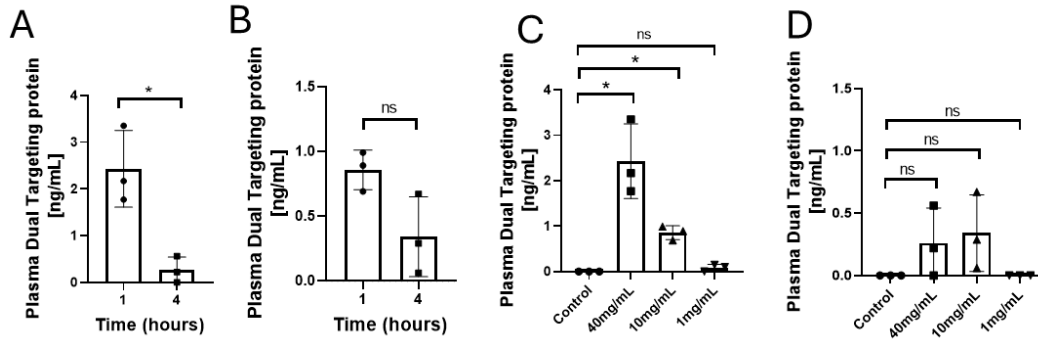 A
Plasma Dual Targeting protein
[ng/mL]
4
3
2
1
0
*
1
4
Time (hours)
B
Plasma Dual Targeting protein
[ng/mL]
1.5
1.0
0.5
0.0
ns
1
4
Time (hours)
C
Plasma Dual Targeting protein
[ng/mL]
4
3
2
1
0
ns
*
*
Control
40mg/mL
10mg/mL
1mg/mL
D
Plasma Dual Targeting protein
[ng/mL]
1.5
1.0
0.5
0.0
ns
ns
ns
Control
40mg/mL
10mg/mL
1mg/mL